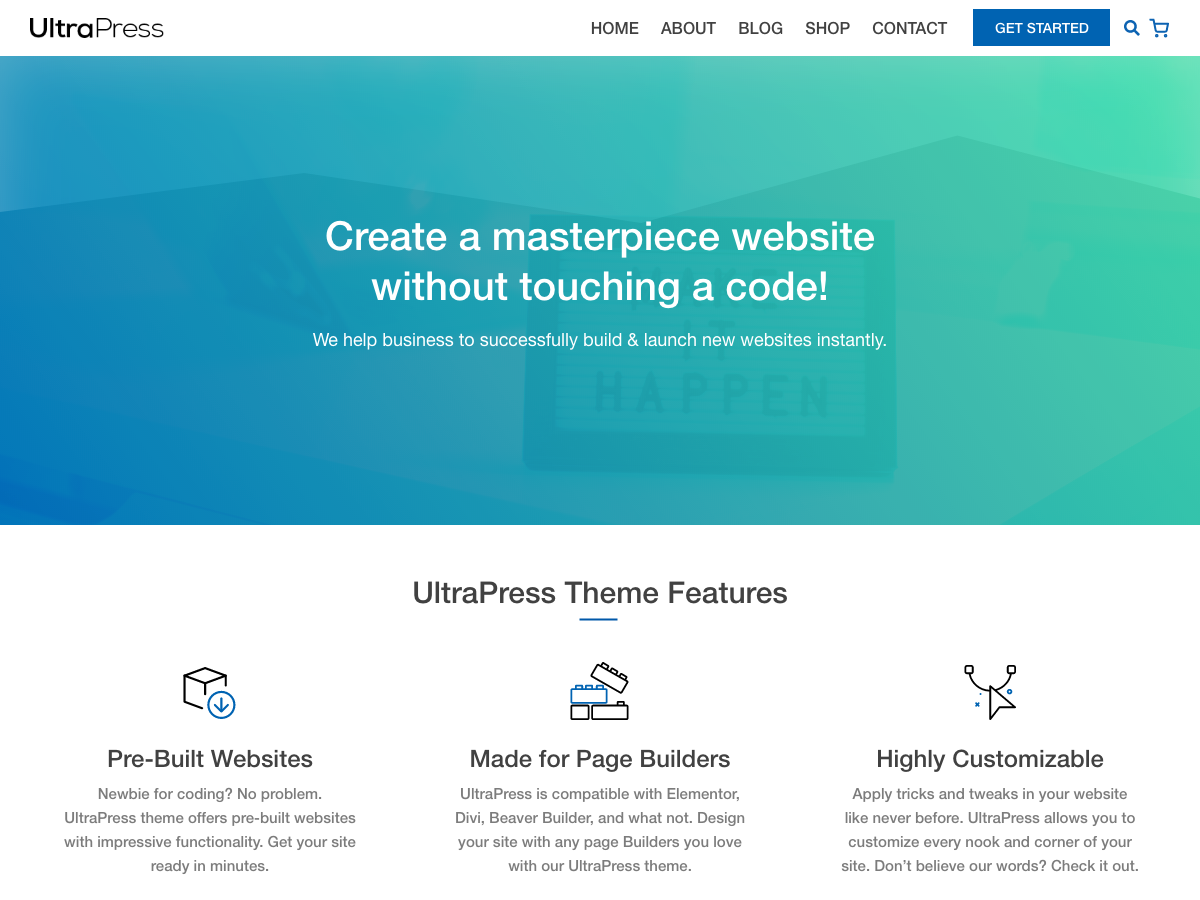 UltraPress
HOME ABOUT BLOG SHOP CONTACT GET STARTED
Create a masterpiece website
without touching a code!
We help business to successfully build & launch new websites instantly.
MAKE
IT
HAPPEN
UltraPress Theme Features
Pre-Built Websites
Newbie for coding? No problem.
UltraPress theme offers pre-built websites
with impressive functionality. Get your site
ready in minutes.
Made for Page Builders
UltraPress is compatible with Elementor,
Divi, Beaver Builder, and what not. Design
your site with any page Builders you love
with our UltraPress theme.
Highly Customizable
Apply tricks and tweaks in your website
like never before. UltraPress allows you to
customize every nook and corner of your
site. Don’t believe our words? Check it out.